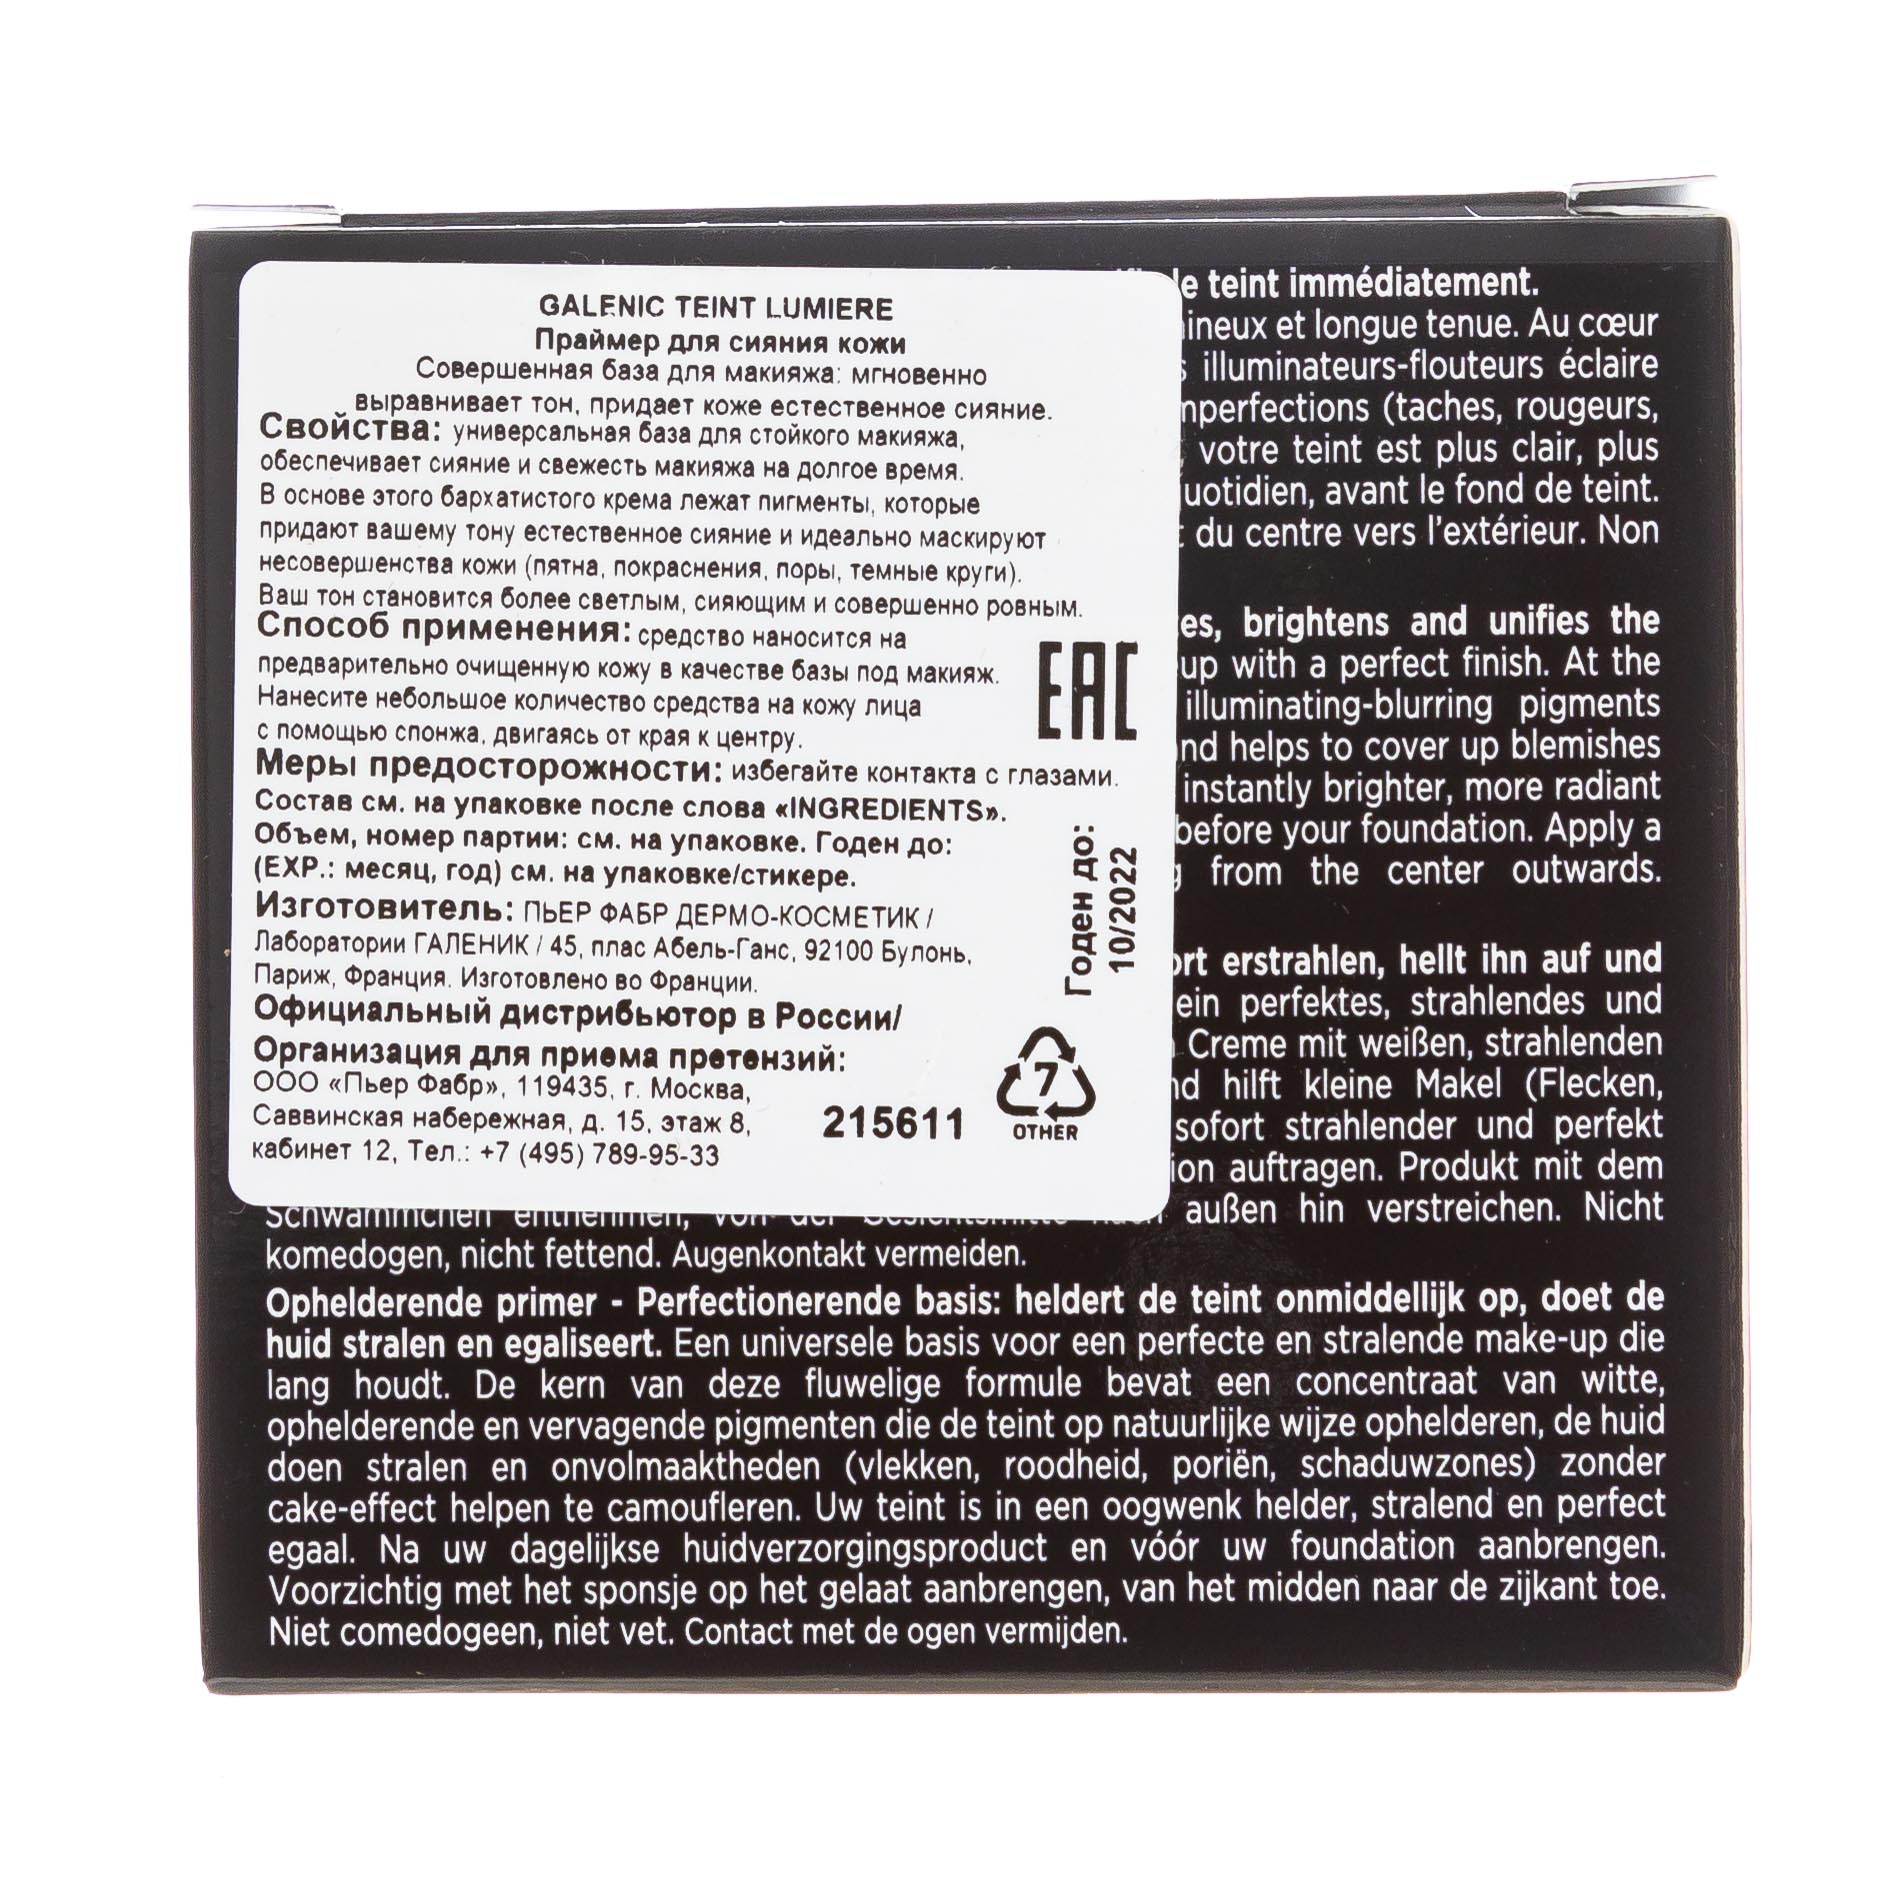 GALENIC TEINT LUMIERE
Праймер для сияния кожи
Совершенная база для макияжа: мгновенно
выравнивает тон, придает коже естественное сияние.
Свойства: универсальная база для стойкого макияжа,
обеспечивает сияние и свежесть макияжа на долгое время.
В основе этого бархатистого крема лежат пигменты, которые
придают вашему тону естественное сияние и идеально маскируют
несовершенства кожи (пятна, покраснения, поры, темные круги).
Ваш тон становится более светлым, сияющим и совершенно ровным.
Способ применения: средство наносится на
предварительно очищенную кожу в качестве базы под макияж.
Нанесите небольшое количество средства на кожу лица
с помощью спонжа, двигаясь от края к центру.
Меры предосторожности: избегайте контакта с глазами.
Состав см. на упаковке после слова «INGREDIENTS».
Объем, номер партии: см. на упаковке. Годен до:
(EXP.: месяц, год) см. на упаковке/стикере.
Изготовитель: ПЬЕР ФАБР ДЕРМО-КОСМЕТИК /
Лаборатории ГАЛЕНИК / 45, плас Абель-Ганс, 92100 Булонь,
Париж, Франция. Изготовлено во Франции.
Официальный дистрибьютор в России/
Организация для приема претензий:
ООО «Пьер Фабр», 119435, г. Москва,
Саввинская набережная, д. 15, этаж 8,
кабинет 12, Тел.: +7 (495) 789-95-33
215611
EAC
Годен до:
10/2022
7
OTHER
le teint immédiatement.
et longue tenue. Au cœur
illuminateurs-flouteurs éclaire
(taches, rougeurs,
votre teint est plus clair, plus
avant le fond de teint.
du centre vers l'extérieur. Non
brightens and unifies the
up with a perfect finish. At the
illuminating-blurring pigments
helps to cover up blemishes
instantly brighter, more radiant
before your foundation. Apply a
from the center outwards.
erstrahlen, hellt ihn auf und
ein perfektes, strahlendes und
Creme mit weißen, strahlenden
hilft kleine Makel (Flecken,
sofort strahlender und perfekt
auftragen. Produkt mit dem
außen hin verstreichen. Nicht
komedogen, nicht fettend. Augenkontakt vermeiden.
Ophelderende primer - Perfectionerende basis: heldert de teint onmiddellijk op, doet de
huid stralen en egaliseert. Een universele basis voor een perfecte en stralende make-up die
lang houdt. De kern van deze fluwelige formule bevat een concentraat van witte,
ophelderende en vervagende pigmenten die de teint op natuurlijke wijze ophelderen, de huid
doen stralen en onvolmaaktheden (vlekken, roodheid, poriën, schaduwzones) zonder
cake-effect helpen te camoufleren. Uw teint is in een oogwenk helder, stralend en perfect
egaal. Na uw dagelijkse huidverzorgingsproduct en vóór uw foundation aanbrengen.
Voorzichtig met het sponsje op het gelaat aanbrengen, van het midden naar de zijkant toe.
Niet comedogeen, niet vet. Contact met de ogen vermijden.